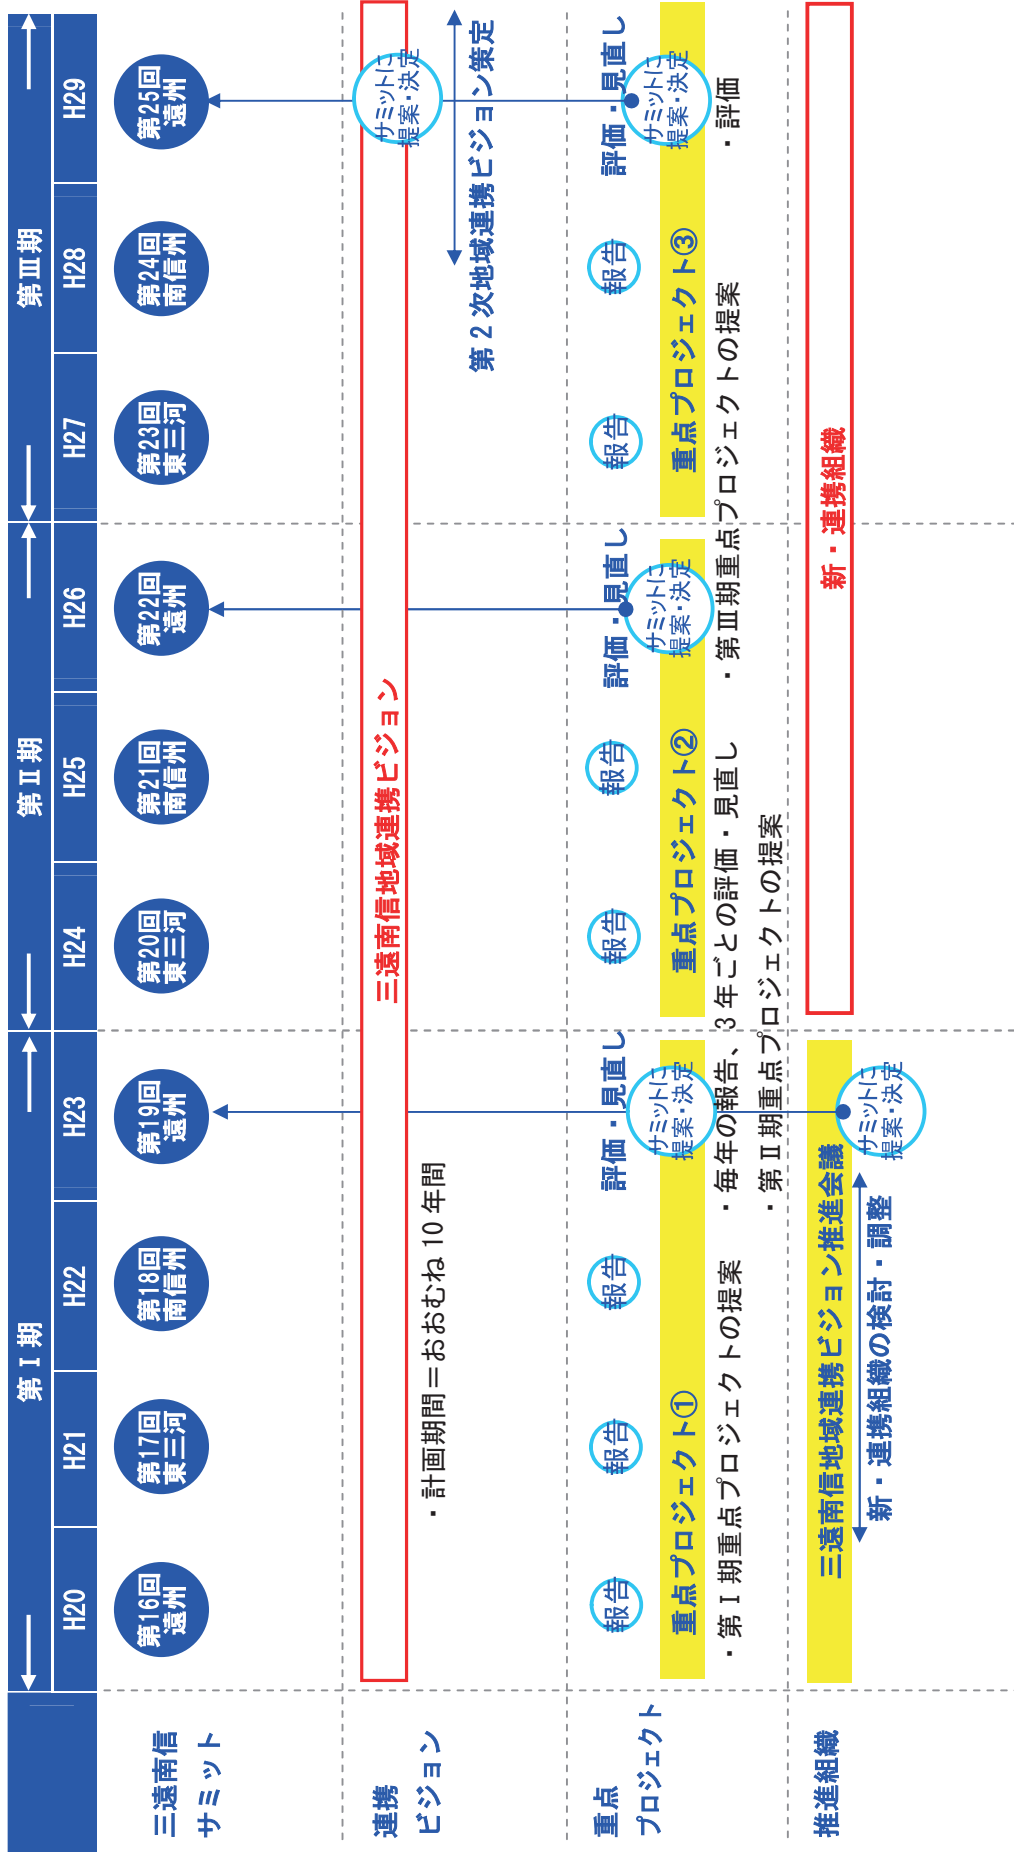 第Ⅰ期
第Ⅱ期
第Ⅲ期
H20
H21
H22
H23
H24
H25
H26
H27
H28
H29
三遠南信
サミット
第16回
遠州
第17回
東三河
第18回
南信州
第19回
遠州
第20回
東三河
第21回
南信州
第22回
遠州
第23回
東三河
第24回
南信州
第25回
遠州
連携
ビジョン
三遠南信地域連携ビジョン
・計画期間＝おおむね10年間
サミットに
提案・決定
第２次地域連携ビジョン策定
重点
プロジェクト
報告
報告
報告
評価・見直し
報告
報告
評価・見直し
報告
報告
評価・見直し
サミットに
提案・決定
サミットに
提案・決定
サミットに
提案・決定
重点プロジェクト①
重点プロジェクト②
重点プロジェクト③
・第Ⅰ期重点プロジェクトの提案
・毎年の報告、３年ごとの評価・見直し
・第Ⅱ期重点プロジェクトの提案
・第Ⅲ期重点プロジェクトの提案
・評価
推進組織
三遠南信地域連携ビジョン推進会議
サミットに
提案・決定
新・連携組織の検討・調整
新・連携組織